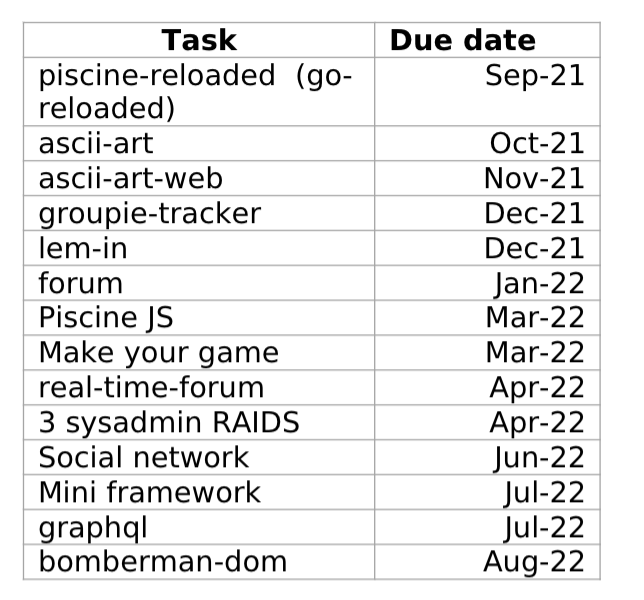 Task Due date
piscine-reloaded (go- Sep-21
reloaded)
ascii-art Oct-21
ascii-art-web Nov-21
groupie-tracker Dec-21
lem-in Dec-21
forum Jan-22
Piscine JS Mar-22
Make your game Mar-22
real-time-forum Apr-22
3 sysadmin RAIDS Apr-22
Social network Jun-22
Mini framework Jul-22
graphql Jul-22
bomberman-dom Aug-22